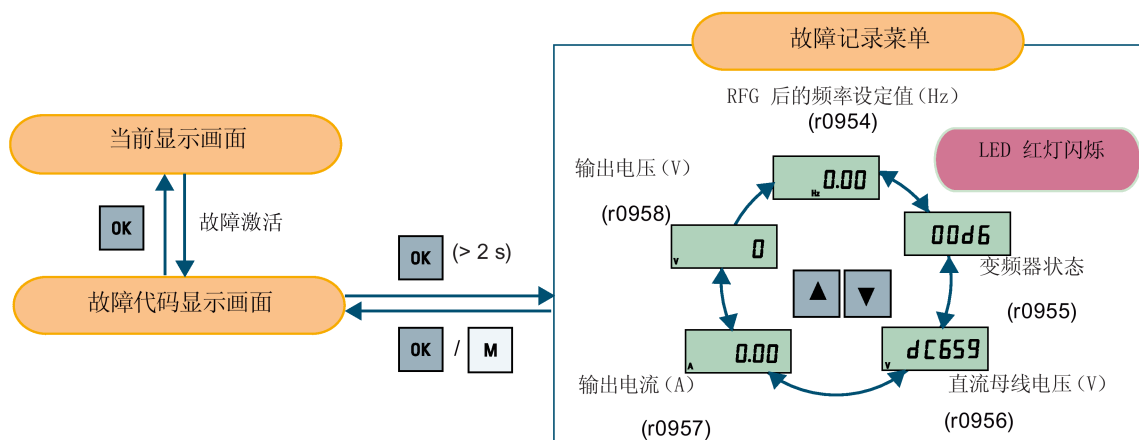 故障记录菜单
RFG 后的频率设定值(Hz)
(r0954)
当前显示画面
LED 红灯闪烁
输出电压(V)
Hz 0.00
(r0958)
OK
故障激活
V 0
00d6
OK (> 2 s)
变频器状态
故障代码显示画面
▲ ▼
(r0955)
OK / M
A 0.00
V dC659
输出电流(A)
直流母线电压(V)
(r0957)
(r0956)